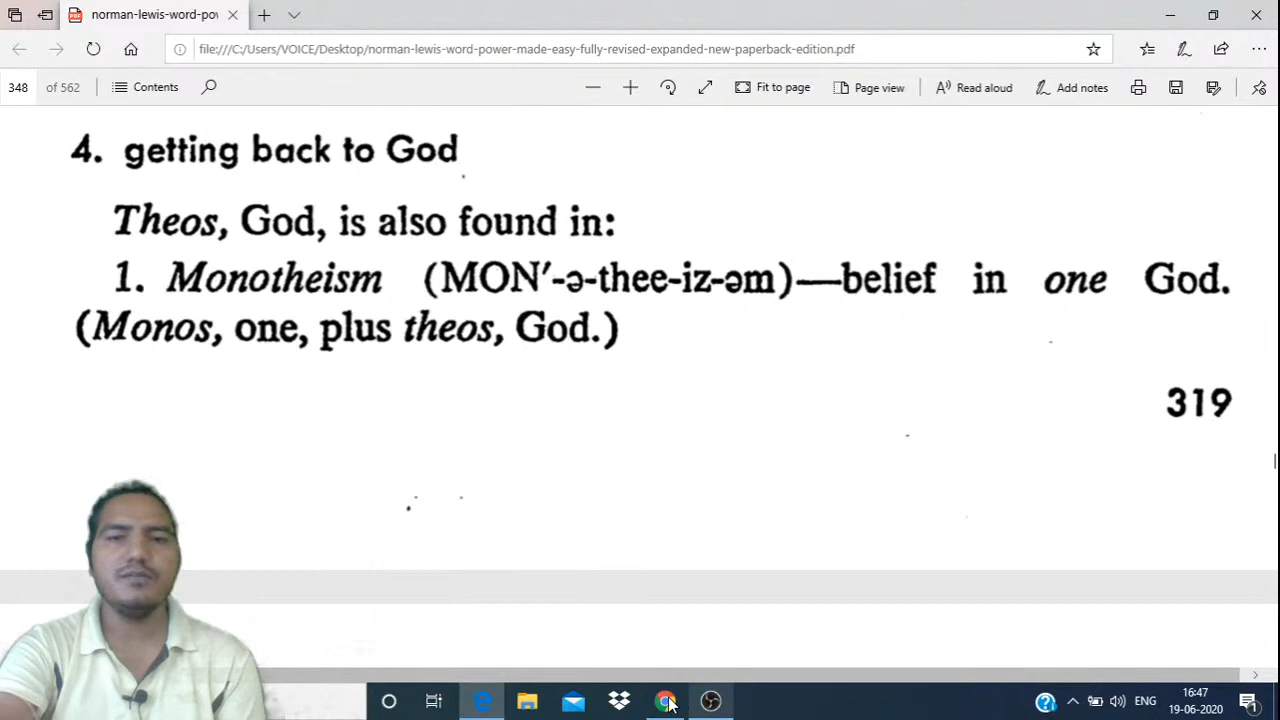 norman-lewis-word-pov
file:///C:/Users/VOICE/Desktop/norman-lewis-word-power-made-easy-fully-revised-expanded-new-paperback-edition.pdf
348 of 562 Contents Fit to page Page view Read aloud Add notes
4. getting back to God
Theos, God, is also found in:
1. Monotheism (MON′-ə-thee-iz-əm)—belief in one God.
(Monos, one, plus theos, God.)
319
ENG 16:47
19-06-2020 1